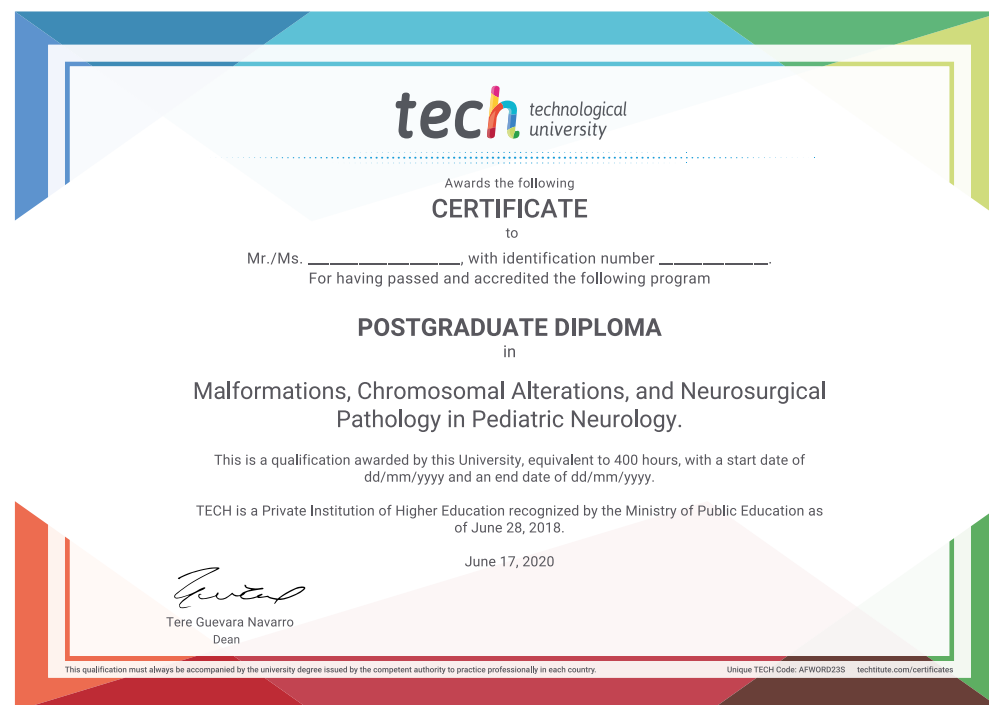 tech technological
university
Awards the following
CERTIFICATE
to
Mr./Ms. ____________________, with identification number ______________.
For having passed and accredited the following program
POSTGRADUATE DIPLOMA
in
Malformations, Chromosomal Alterations, and Neurosurgical
Pathology in Pediatric Neurology.
This is a qualification awarded by this University, equivalent to 400 hours, with a start date of
dd/mm/yyyy and an end date of dd/mm/yyyy.
TECH is a Private Institution of Higher Education recognized by the Ministry of Public Education as
of June 28, 2018.
June 17, 2020
Tere Guevara Navarro
Dean
This qualification must always be accompanied by the university degree issued by the competent authority to practice professionally in each country.
Unique TECH Code: AFWORD23S techtitute.com/certificates